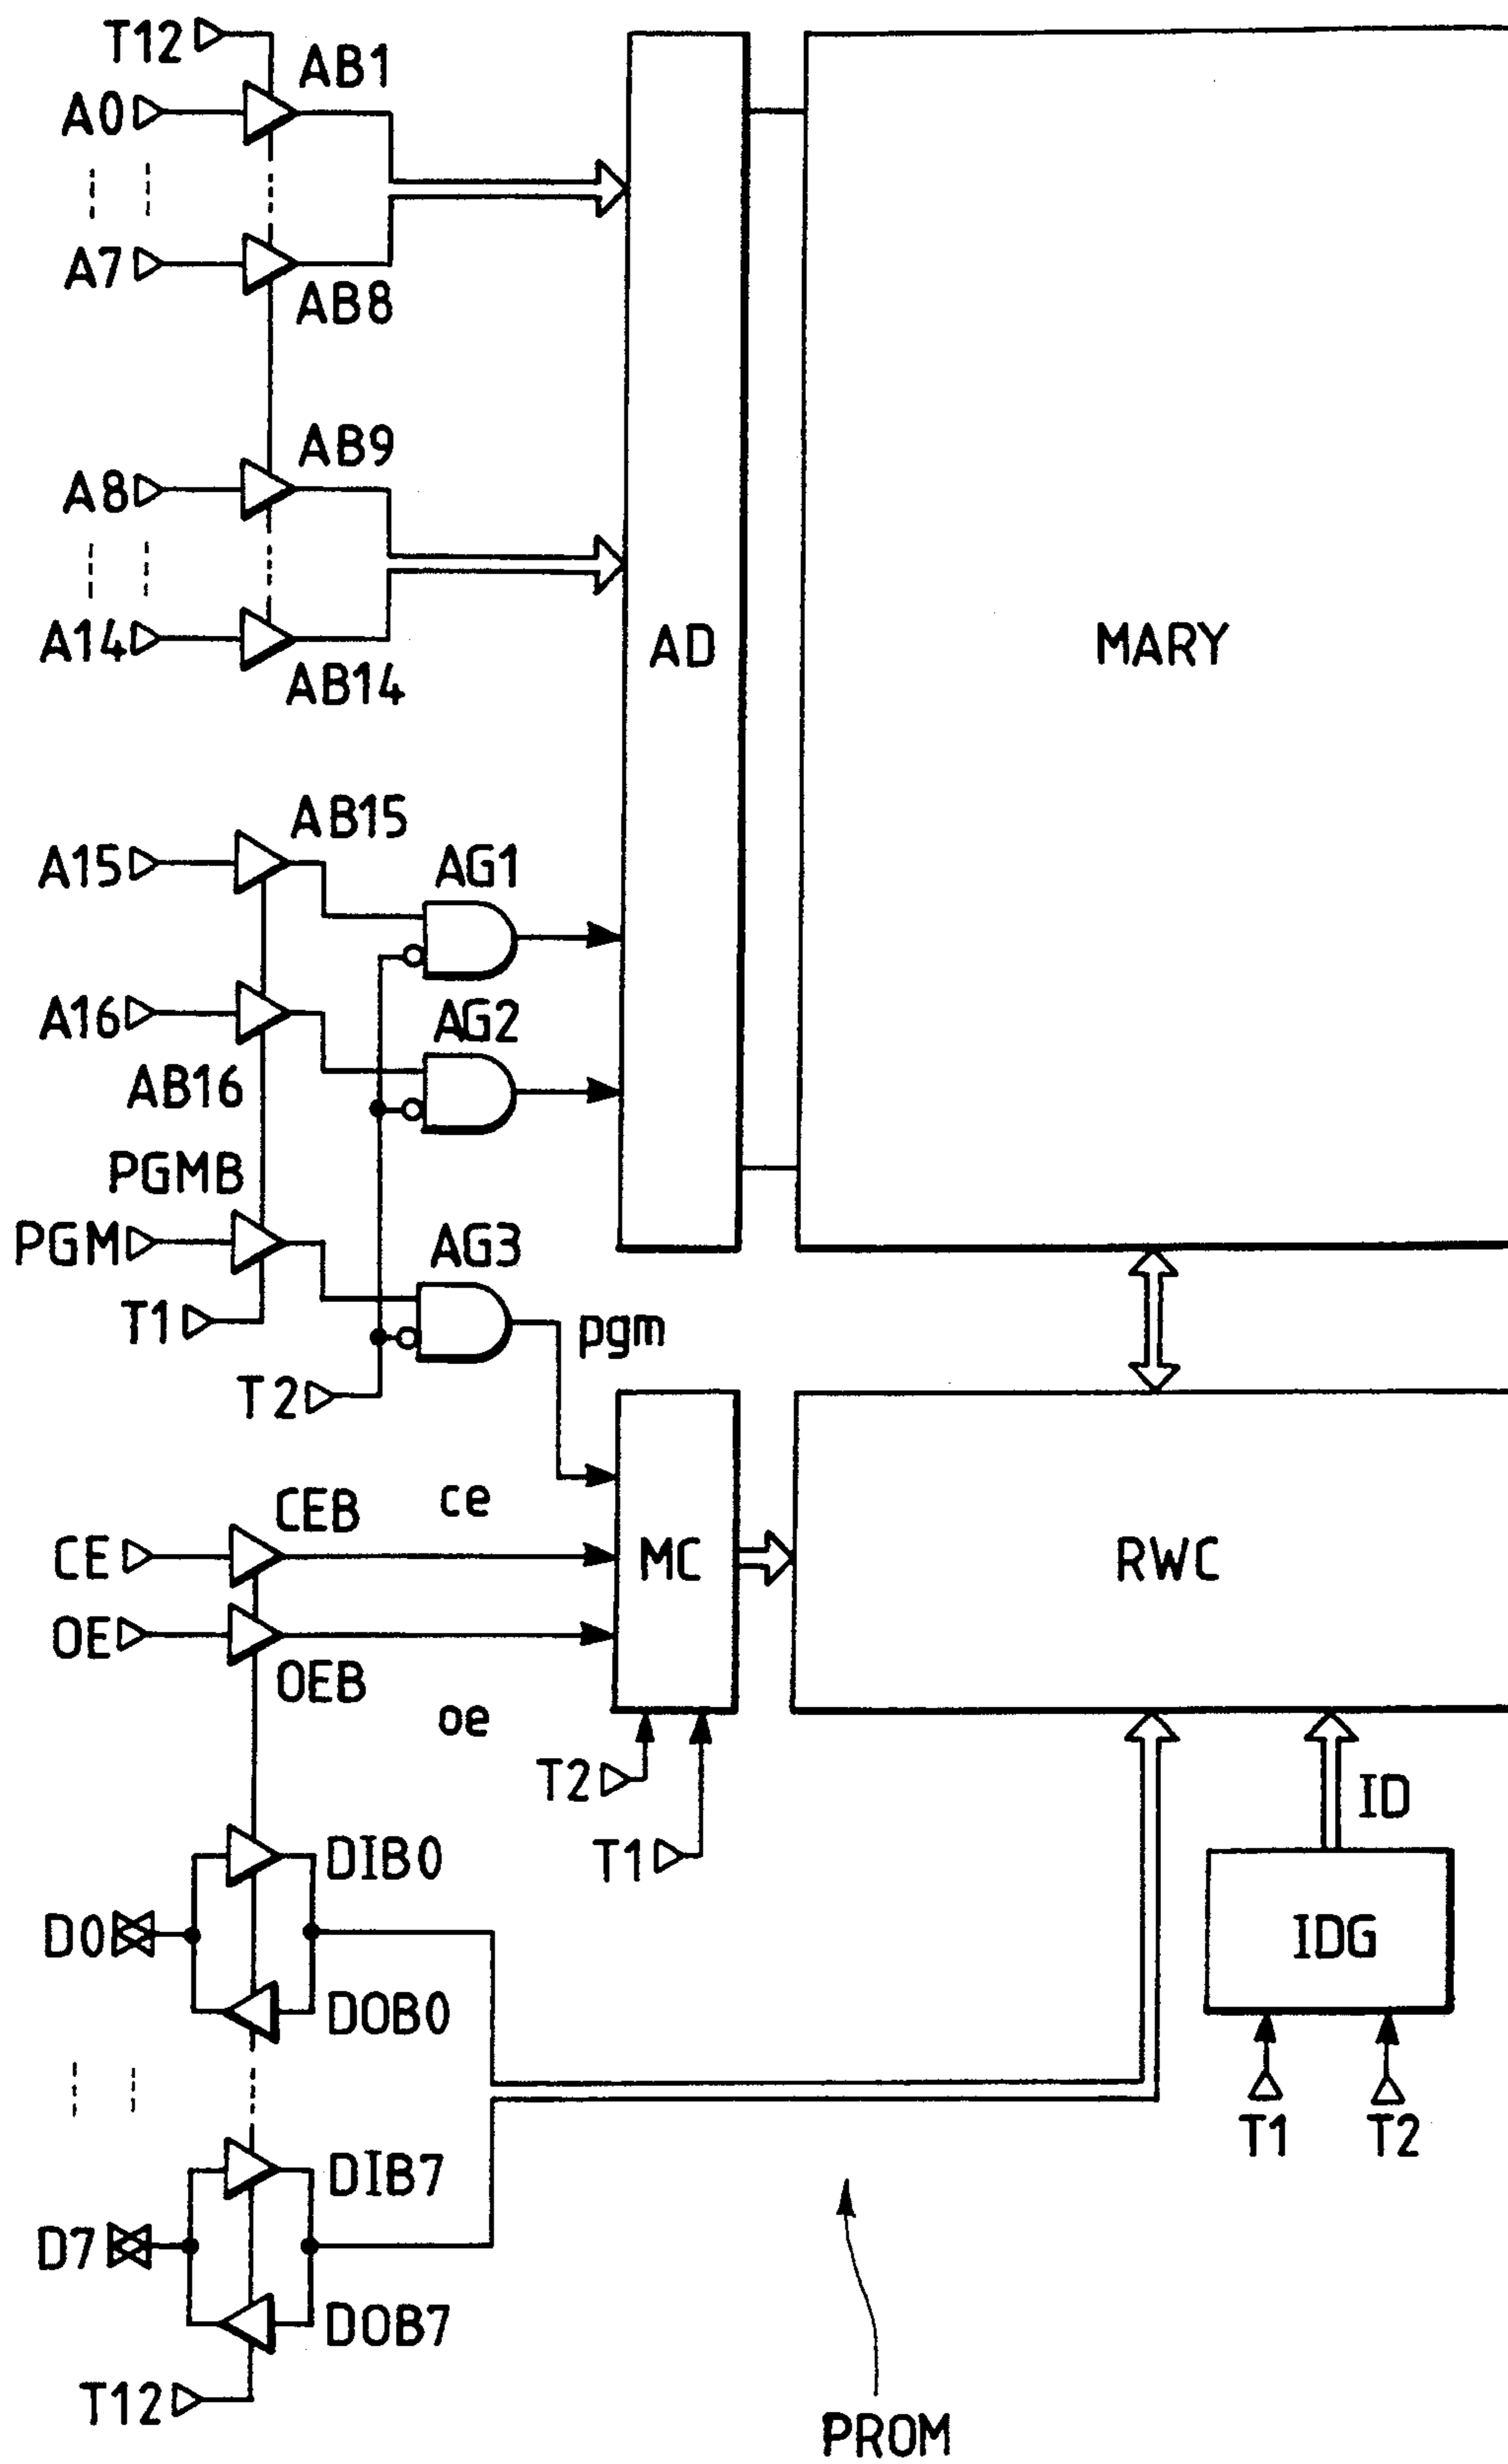 T12
AB1
A0
A7
AB8
AB9
A8
A14
AB14
AD
MARY
AB15
A15
AG1
A16
AG2
AB16
PGMB
PGM
AG3
T1
pgm
T2
CEB
ce
CE
MC
RWC
OE
OEB
oe
T2
T1
ID
DIB0
D0
IDG
DOB0
T1
T2
DIB7
D7
DOB7
T12
PROM